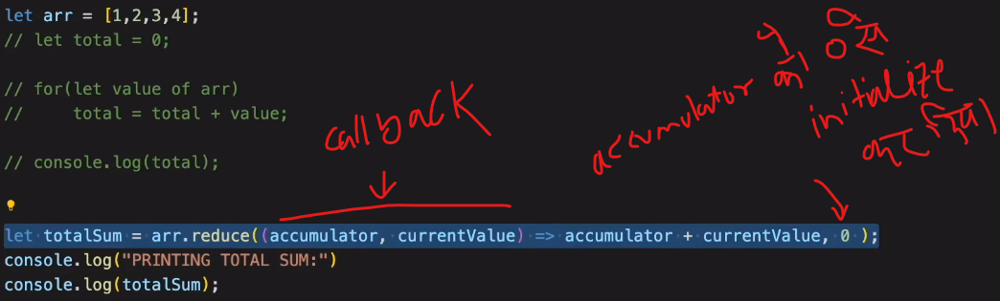 let arr = [1,2,3,4];
// let total = 0;
// for(let value of arr)
//     total = total + value;
// console.log(total);
callback
accumulator
initialize
let totalSum = arr.reduce((accumulator, currentValue) => accumulator + currentValue, 0 );
console.log("PRINTING TOTAL SUM:")
console.log(totalSum);